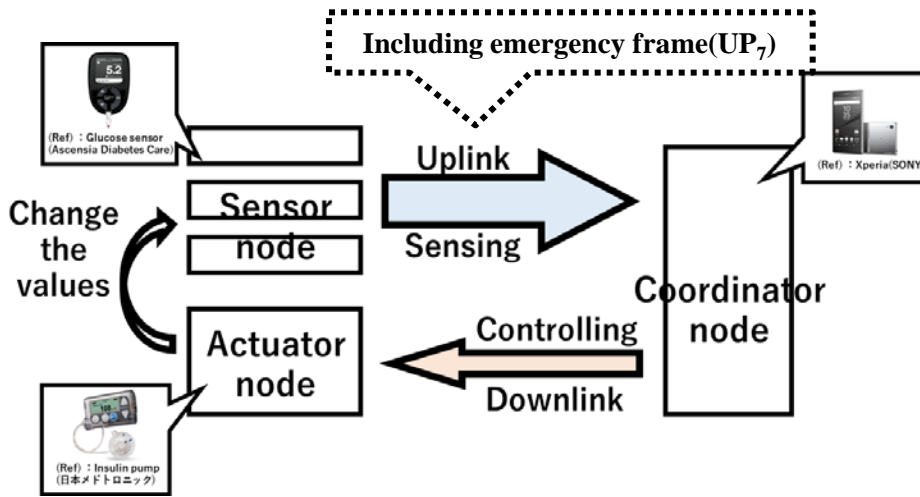 Including emergency frame(UP7)
5.2
(Ref)：Glucose sensor
(Ascensia Diabetes Care)
(Ref)：Xperia(SONY
Uplink
Sensing
Change
the
values
Sensor
node
Coordinator
node
Actuator
node
Controlling
Downlink
108
(Ref)：Insulin pump
(日本メドトロニック)